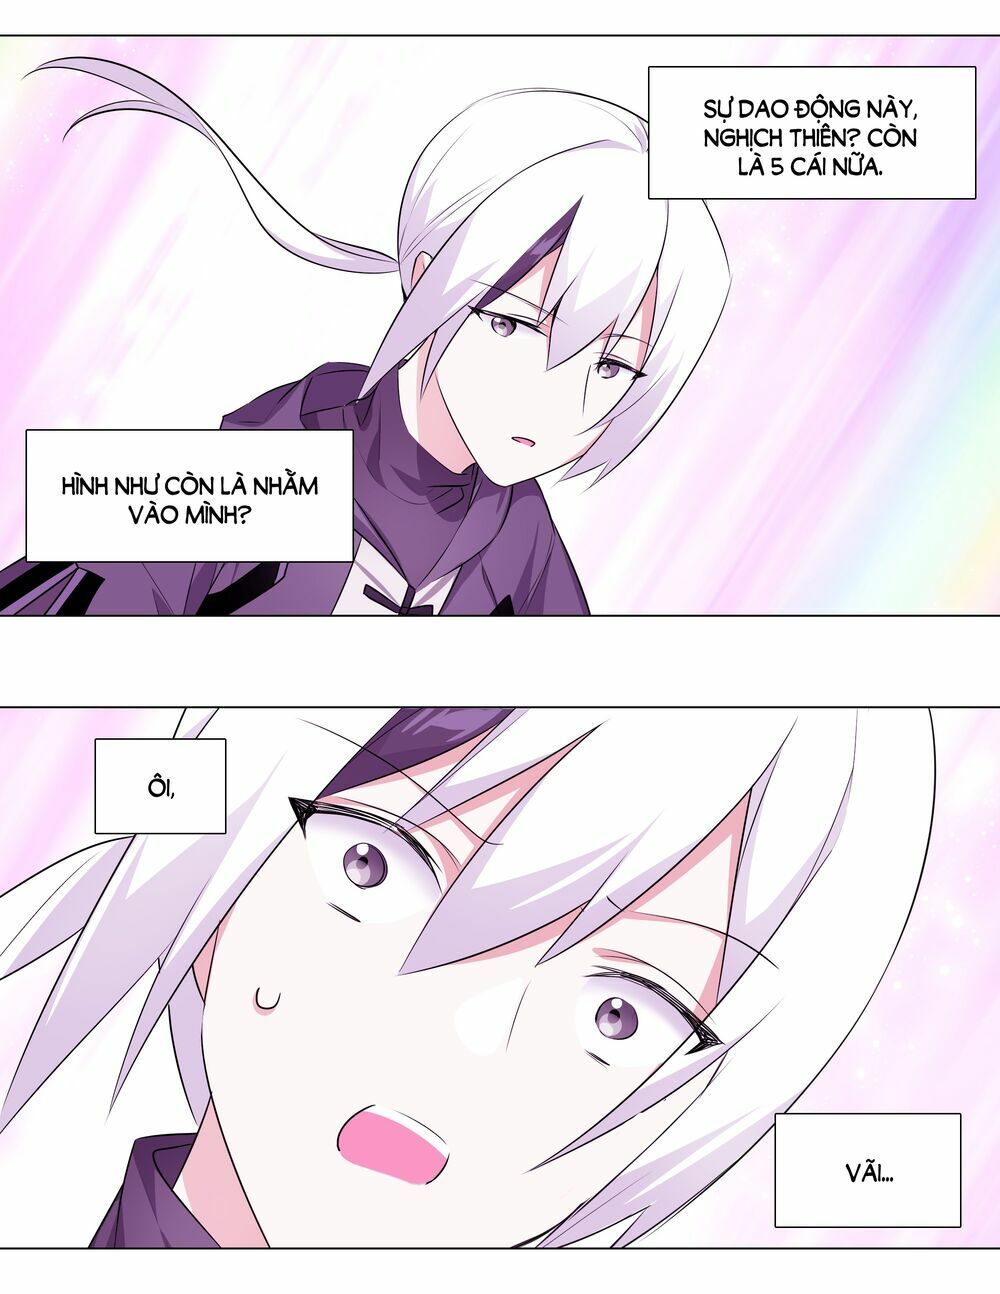 SỰ DAO ĐỘNG NÀY,
NGHỊCH THIÊN? CÒN
LÀ 5 CÁI NỮA.
HÌNH NHƯ CÒN LÀ NHẰM
VÀO MÌNH?
ÔI,
VÃI...